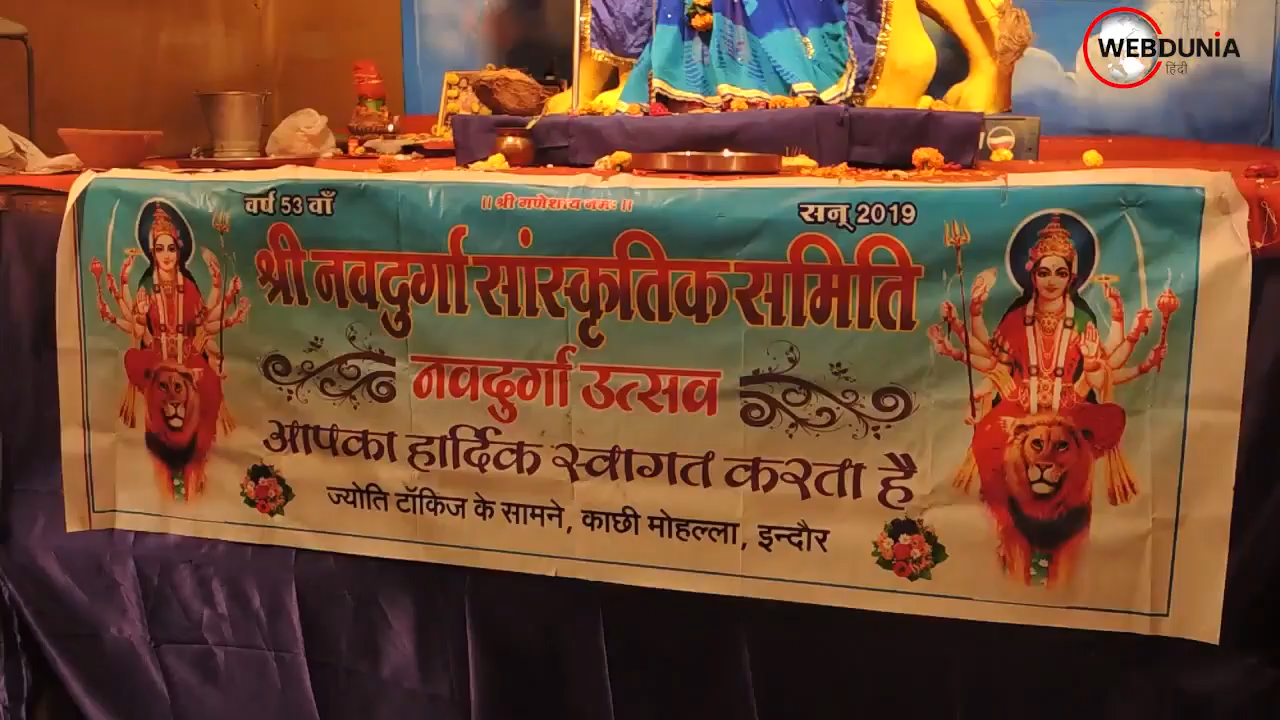 WEBDUNIA
हिंदी
वर्ष 53 वाँ ॥ श्री गणेशाय नमः ॥ सन् 2019
श्री नवदुर्गा सांस्कृतिक समिति
नवदुर्गा उत्सव
आपका हार्दिक स्वागत करता है
ज्योति टॉकिज के सामने, काछी मोहल्ला, इन्दौर